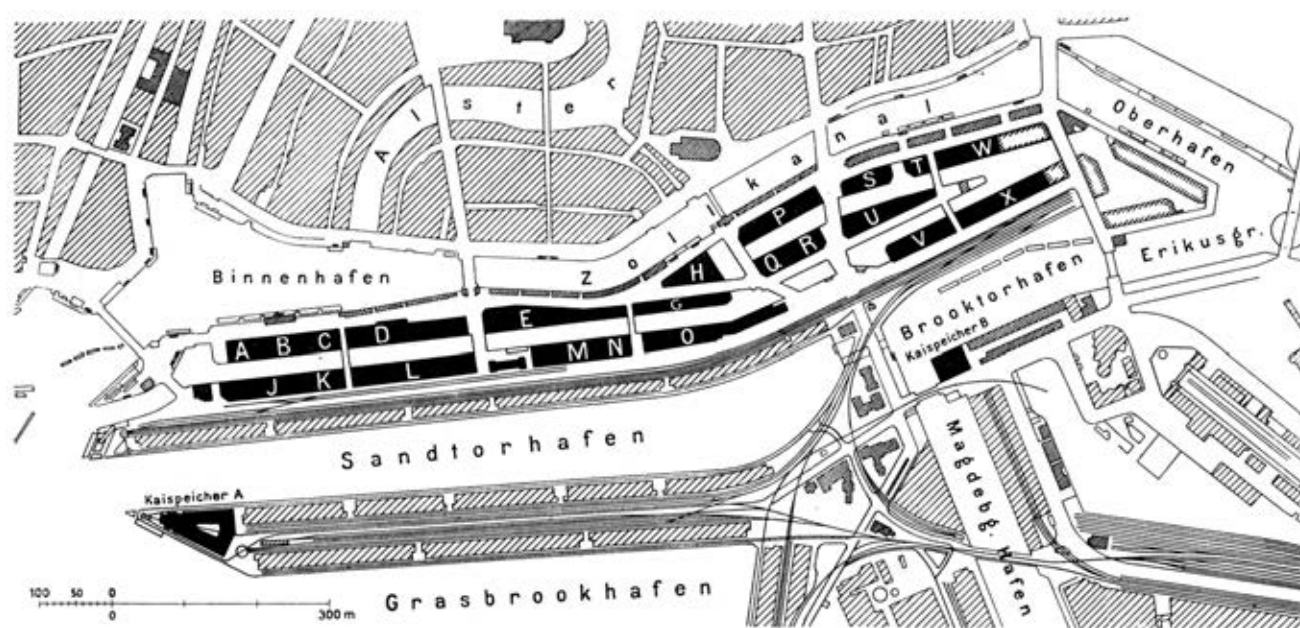 Alster
Zollkanal
Oberhafen
Binnenhafen
Erikusgr.
Brooktorhafen
Kaispeicher B
A B C D E
J K L M N O
G H
P Q R
S T U
V W X
Sandtorhafen
Magdebg. Hafen
Kaispeicher A
Grasbrookhafen
100 50 0
0 300 m